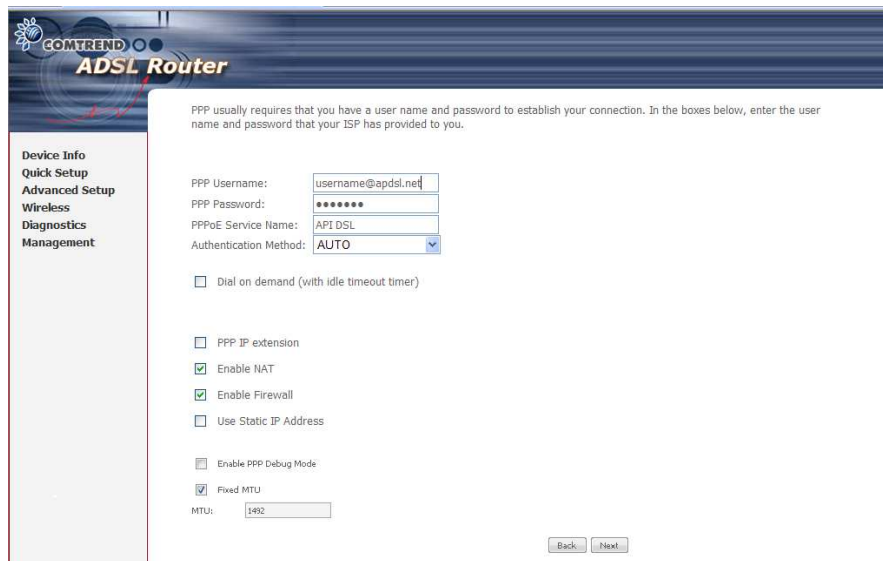 COMTREND
ADSL Router
PPP usually requires that you have a user name and password to establish your connection. In the boxes below, enter the user
name and password that your ISP has provided to you.
Device Info
Quick Setup
Advanced Setup
Wireless
Diagnostics
Management
PPP Username: username@apdsl.net
PPP Password: •••••••
PPPoE Service Name: API DSL
Authentication Method: AUTO
Dial on demand (with idle timeout timer)
PPP IP extension
Enable NAT
Enable Firewall
Use Static IP Address
Enable PPP Debug Mode
Fixed MTU
MTU: 1492
Back Next